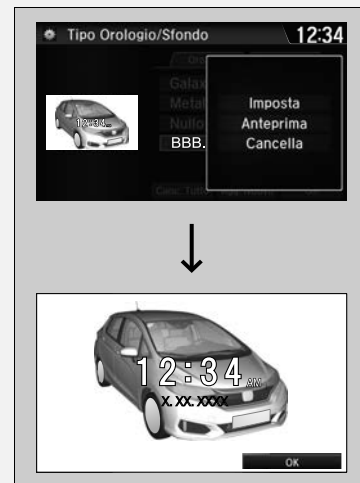 Tipo Orologio/Sfondo 12:34
Galax
Metal
Nullo
BBB.
12:34
Imposta
Anteprima
Cancella
12:34 AM
X. XX. XXXX
OK